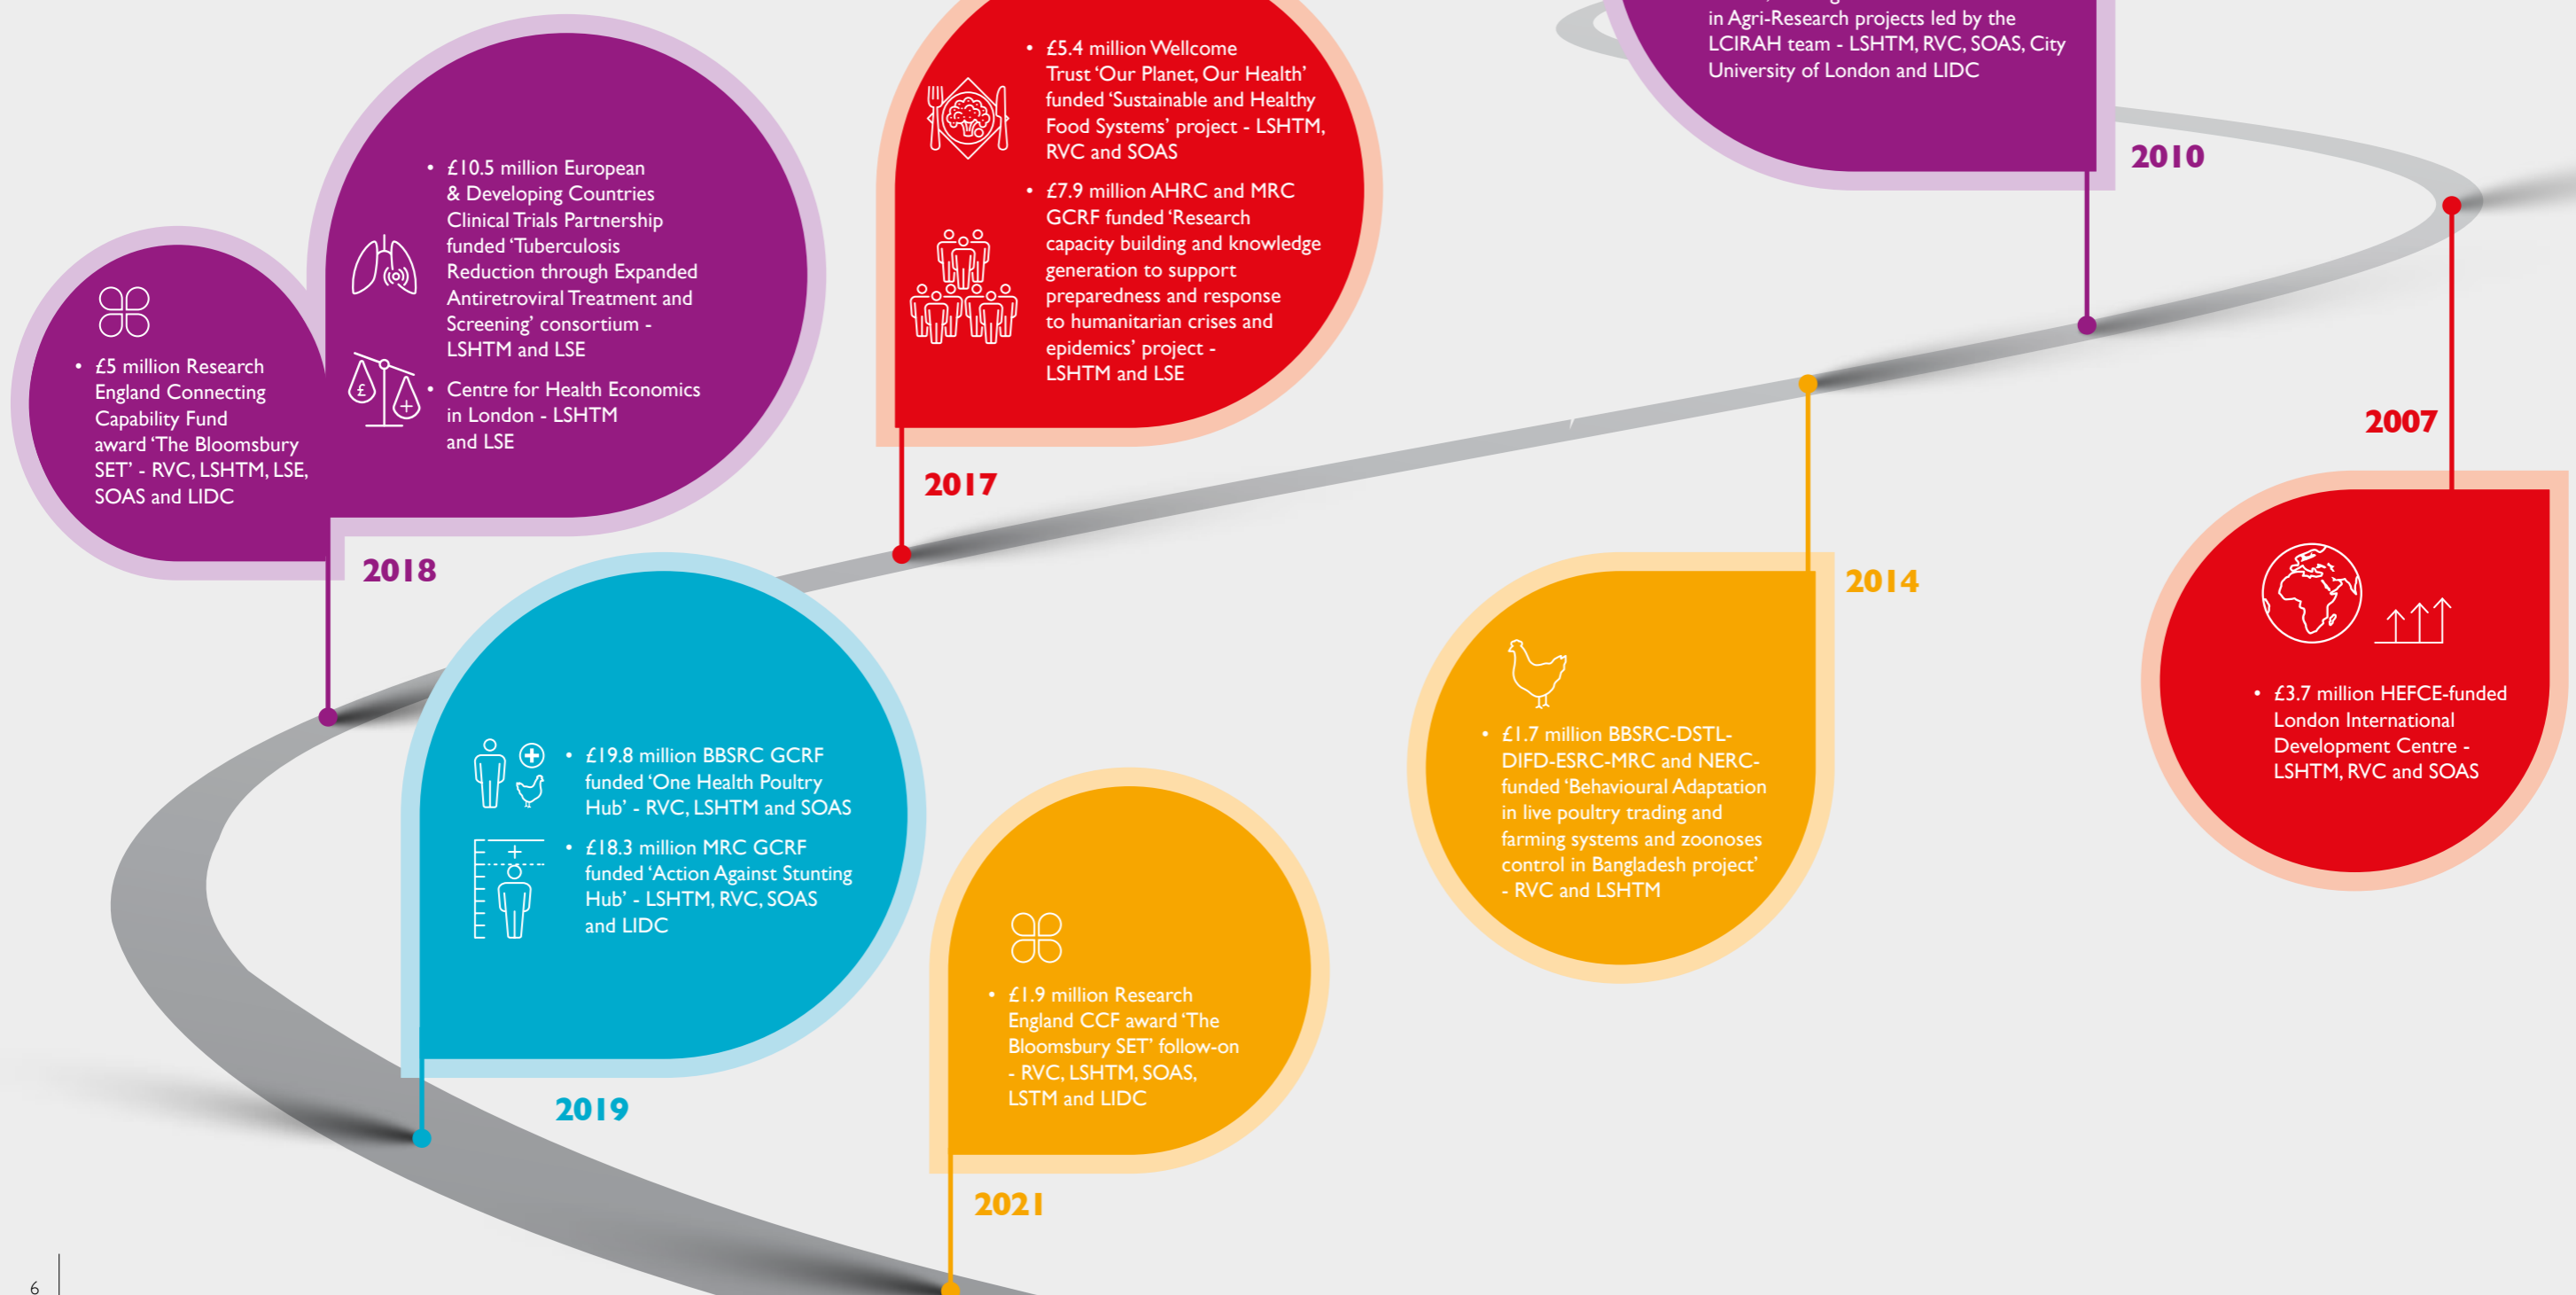 • £5 million Research
England Connecting
Capability Fund
award ‘The Bloomsbury
SET’ - RVC, LSHTM, LSE,
SOAS and LIDC
• £10.5 million European
& Developing Countries
Clinical Trials Partnership
funded ‘Tuberculosis
Reduction through Expanded
Antiretroviral Treatment and
Screening’ consortium -
LSHTM and LSE
£
• Centre for Health Economics
in London - LSHTM
and LSE
2018
• £5.4 million Wellcome
Trust ‘Our Planet, Our Health’
funded ‘Sustainable and Healthy
Food Systems’ project - LSHTM,
RVC and SOAS
• £7.9 million AHRC and MRC
GCRF funded ‘Research
capacity building and knowledge
generation to support
preparedness and response
to humanitarian crises and
epidemics’ project -
LSHTM and LSE
2017
in Agri-Research projects led by the
LCIRAH team - LSHTM, RVC, SOAS, City
University of London and LIDC
2010
2007
• £3.7 million HEFCE-funded
London International
Development Centre -
LSHTM, RVC and SOAS
2014
• £1.7 million BBSRC-DSTL-
DIFD-ESRC-MRC and NERC-
funded ‘Behavioural Adaptation
in live poultry trading and
farming systems and zoonoses
control in Bangladesh project’
- RVC and LSHTM
• £19.8 million BBSRC GCRF
funded ‘One Health Poultry
Hub’ - RVC, LSHTM and SOAS
• £18.3 million MRC GCRF
funded ‘Action Against Stunting
Hub’ - LSHTM, RVC, SOAS
and LIDC
2019
• £1.9 million Research
England CCF award ‘The
Bloomsbury SET’ follow-on
- RVC, LSHTM, SOAS,
LSTM and LIDC
2021
6